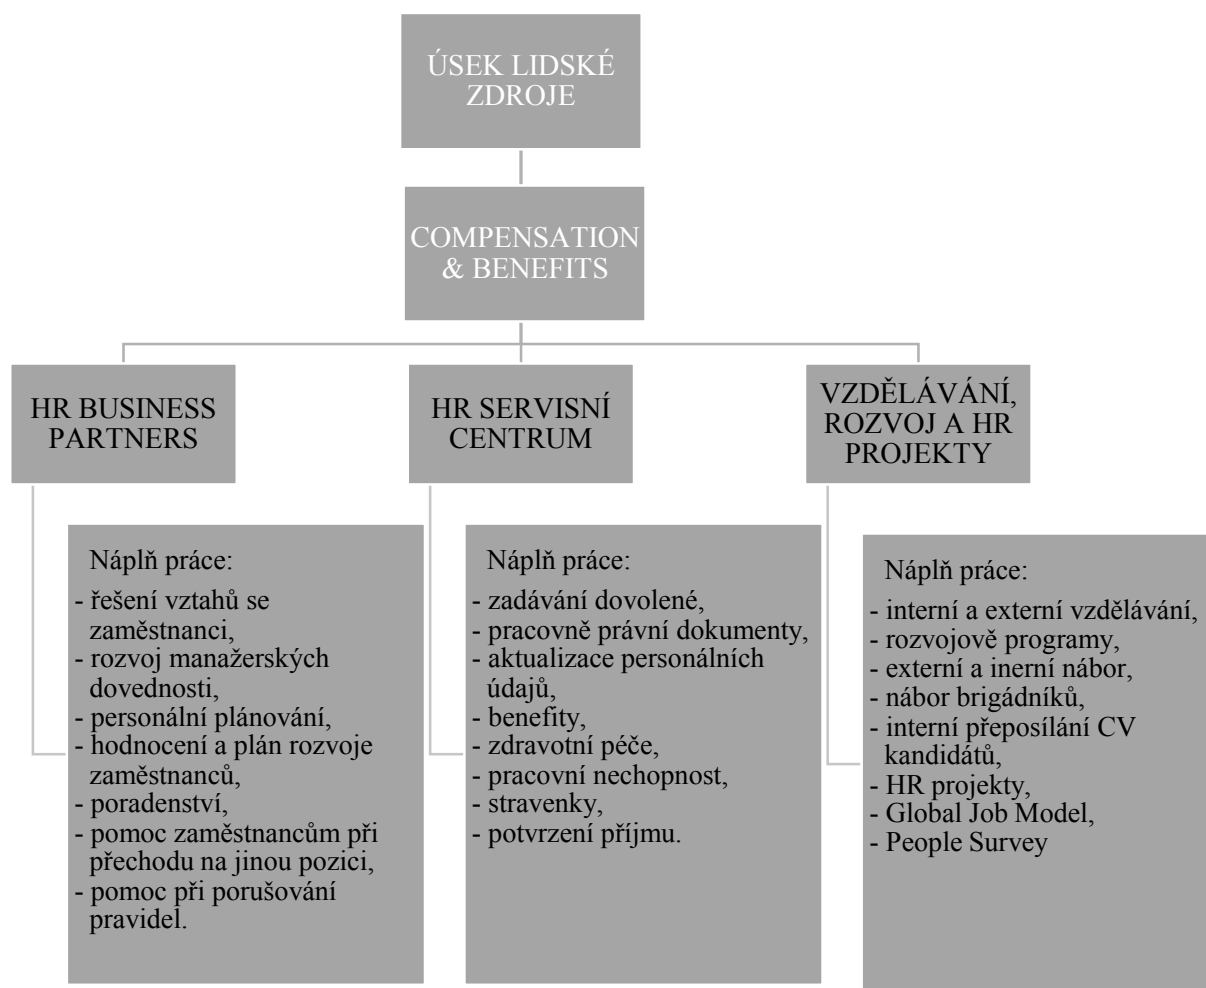 ÚSEK LIDSKÉ
ZDROJE
COMPENSATION
& BENEFITS
HR BUSINESS
PARTNERS
HR SERVISNÍ
CENTRUM
VZDĚLÁVÁNÍ,
ROZVOJ A HR
PROJEKTY
Náplň práce:
- řešení vztahů se
zaměstnanci,
- rozvoj manažerských
dovednosti,
- personální plánování,
- hodnocení a plán rozvoje
zaměstnanců,
- poradenství,
- pomoc zaměstnancům při
přechodu na jinou pozici,
- pomoc při porušování
pravidel.
Náplň práce:
- zadávání dovolené,
- pracovně právní dokumenty,
- aktualizace personálních
údajů,
- benefity,
- zdravotní péče,
- pracovní nechopnost,
- stravenky,
- potvrzení příjmu.
Náplň práce:
- interní a externí vzdělávání,
- rozvojově programy,
- externí a inerní nábor,
- nábor brigádníků,
- interní přeposílání CV
kandidátů,
- HR projekty,
- Global Job Model,
- People Survey